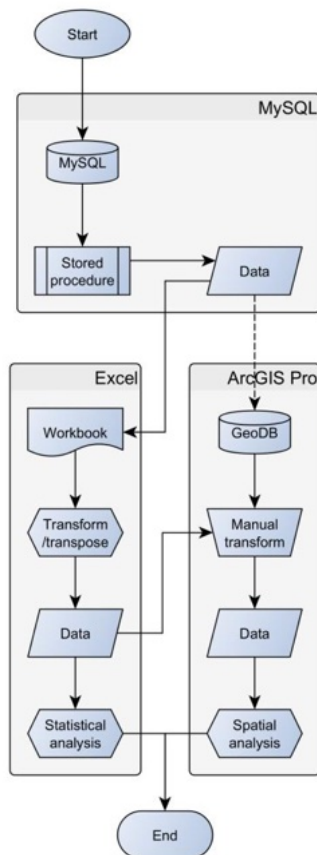 Start
MySQL
MySQL
Stored
procedure
Data
Excel
Workbook
Transform
/transpose
Data
Statistical
analysis
ArcGIS Pro
GeoDB
Manual
transform
Data
Spatial
analysis
End